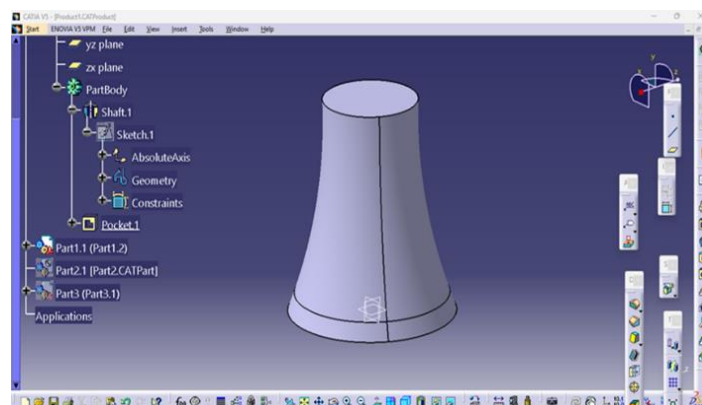 CATIA V5 - [Product1.CATProduct]
Start ENOVIA V5 VPM File Edit View Insert Tools Window Help
yz plane
zx plane
PartBody
Shaft.1
Sketch.1
AbsoluteAxis
Geometry
Constraints
Pocket.1
Part1.1 (Part1.2)
Part2.1 [Part2.CATPart]
Part3 (Part3.1)
Applications
y
x
z